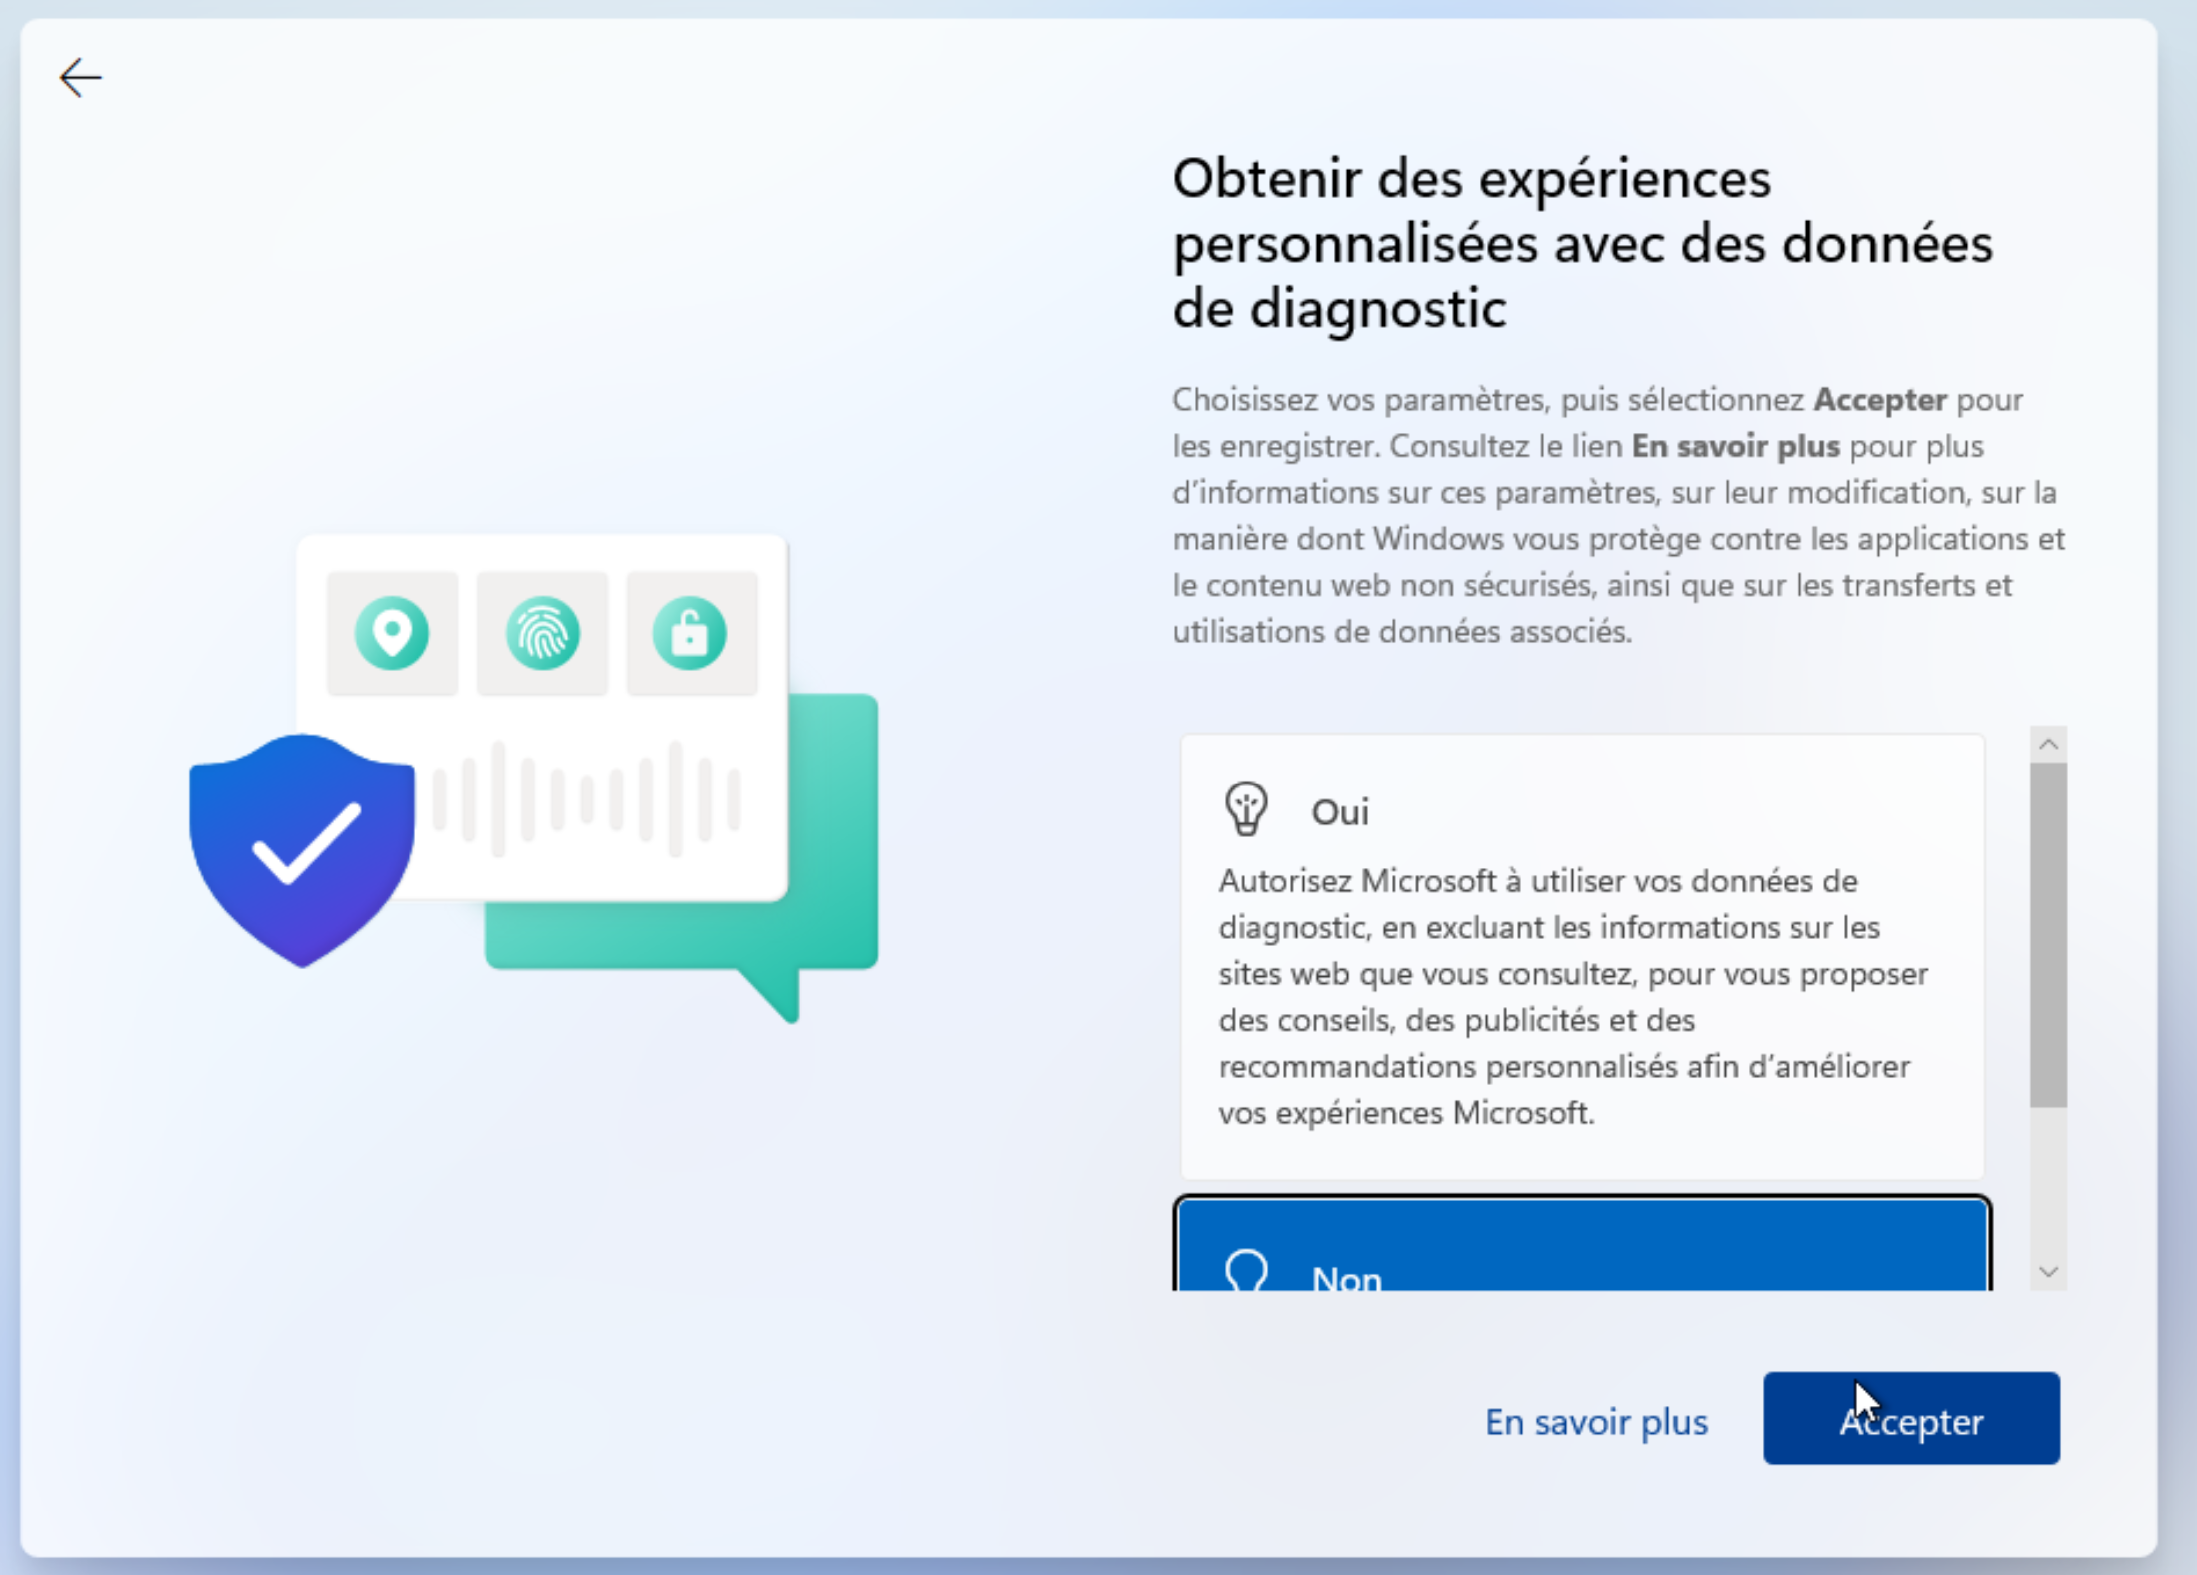 Obtenir des expériences
personnalisées avec des données
de diagnostic
Choisissez vos paramètres, puis sélectionnez Accepter pour
les enregistrer. Consultez le lien En savoir plus pour plus
d’informations sur ces paramètres, sur leur modification, sur la
manière dont Windows vous protège contre les applications et
le contenu web non sécurisés, ainsi que sur les transferts et
utilisations de données associés.
Oui
Autorisez Microsoft à utiliser vos données de
diagnostic, en excluant les informations sur les
sites web que vous consultez, pour vous proposer
des conseils, des publicités et des
recommandations personnalisés afin d’améliorer
vos expériences Microsoft.
Non
En savoir plus
Accepter